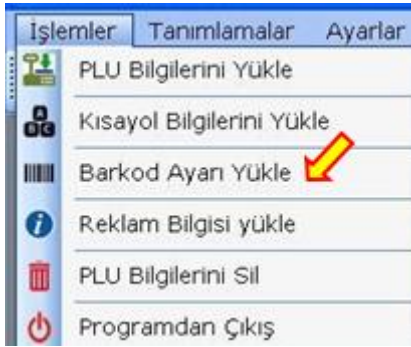 İşlemler Tanımlamalar Ayarlar
PLU Bilgilerini Yükle
Kısayol Bilgilerini Yükle
Barkod Ayarı Yükle
Reklam Bilgisi yükle
PLU Bilgilerini Sil
Programdan Çıkış